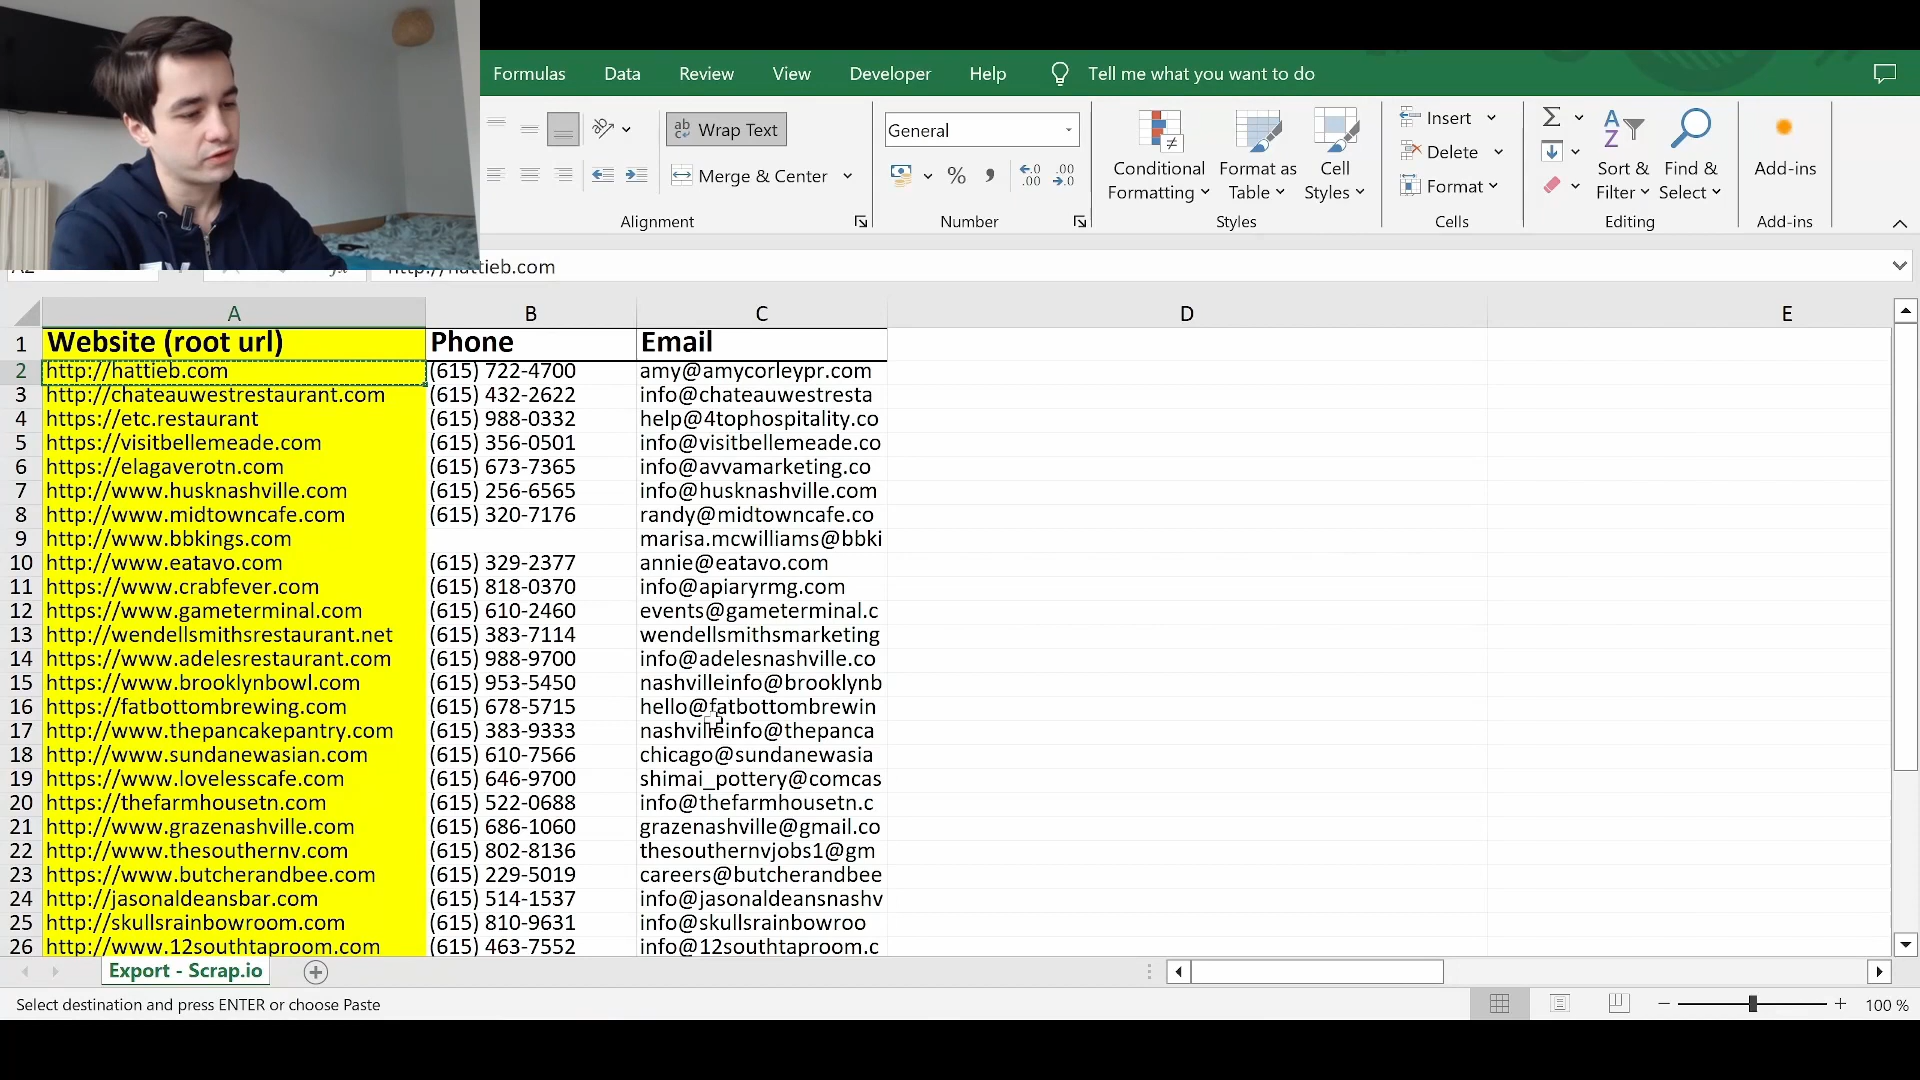 Formulas Data Review View Developer Help Tell me what you want to do
Wrap Text General Insert
Conditional Formatting Format as Table Cell Styles Delete Sort & Filter Find & Select Add-ins
Merge & Center % Format
Alignment Number Styles Cells Editing Add-ins
http://hattieb.com
A B C D E
1 Website (root url) Phone Email
2 http://hattieb.com (615) 722-4700 amy@amycorleypr.com
3 http://chateauwestrestaurant.com (615) 432-2622 info@chateauwestresta
4 https://etc.restaurant (615) 988-0332 help@4tophospitality.co
5 https://visitbellemeade.com (615) 356-0501 info@visitbellemeade.co
6 https://elagaverotn.com (615) 673-7365 info@avvamarketing.co
7 http://www.husknashville.com (615) 256-6565 info@husknashville.com
8 http://www.midtowncafe.com (615) 320-7176 randy@midtowncafe.co
9 http://www.bbkings.com marisa.mcwilliams@bbki
10 http://www.eatavo.com (615) 329-2377 annie@eatavo.com
11 https://www.crabfever.com (615) 818-0370 info@apiaryrmg.com
12 https://www.gameterminal.com (615) 610-2460 events@gameterminal.c
13 http://wendellsmithsrestaurant.net (615) 383-7114 wendellsmithsmarketing
14 https://www.adelesrestaurant.com (615) 988-9700 info@adelesnashville.co
15 https://www.brooklynbowl.com (615) 953-5450 nashvilleinfo@brooklynb
16 https://fatbottombrewing.com (615) 678-5715 hello@fatbottombrewin
17 https://www.thepancakepantry.com (615) 383-9333 nashvilleinfo@thepanca
18 http://www.sundanewasian.com (615) 610-7566 chicago@sundanewasia
19 https://www.lovelesscafe.com (615) 646-9700 shimai_pottery@comcas
20 https://thefarmhousetn.com (615) 522-0688 info@thefarmhousetn.c
21 http://www.grazenashville.com (615) 686-1060 grazenashville@gmail.co
22 http://www.thesouthernv.com (615) 802-8136 thesouthernvjobs1@gm
23 https://www.butcherandbee.com (615) 229-5019 careers@butcherandbee
24 http://jasonaldeansbar.com (615) 514-1537 info@jasonaldeansnashv
25 http://skullsrainbowroom.com (615) 810-9631 info@skullsrainbowroo
26 http://www.12southtaproom.com (615) 463-7552 info@12southtaproom.c
Export - Scrap.io
Select destination and press ENTER or choose Paste 100 %